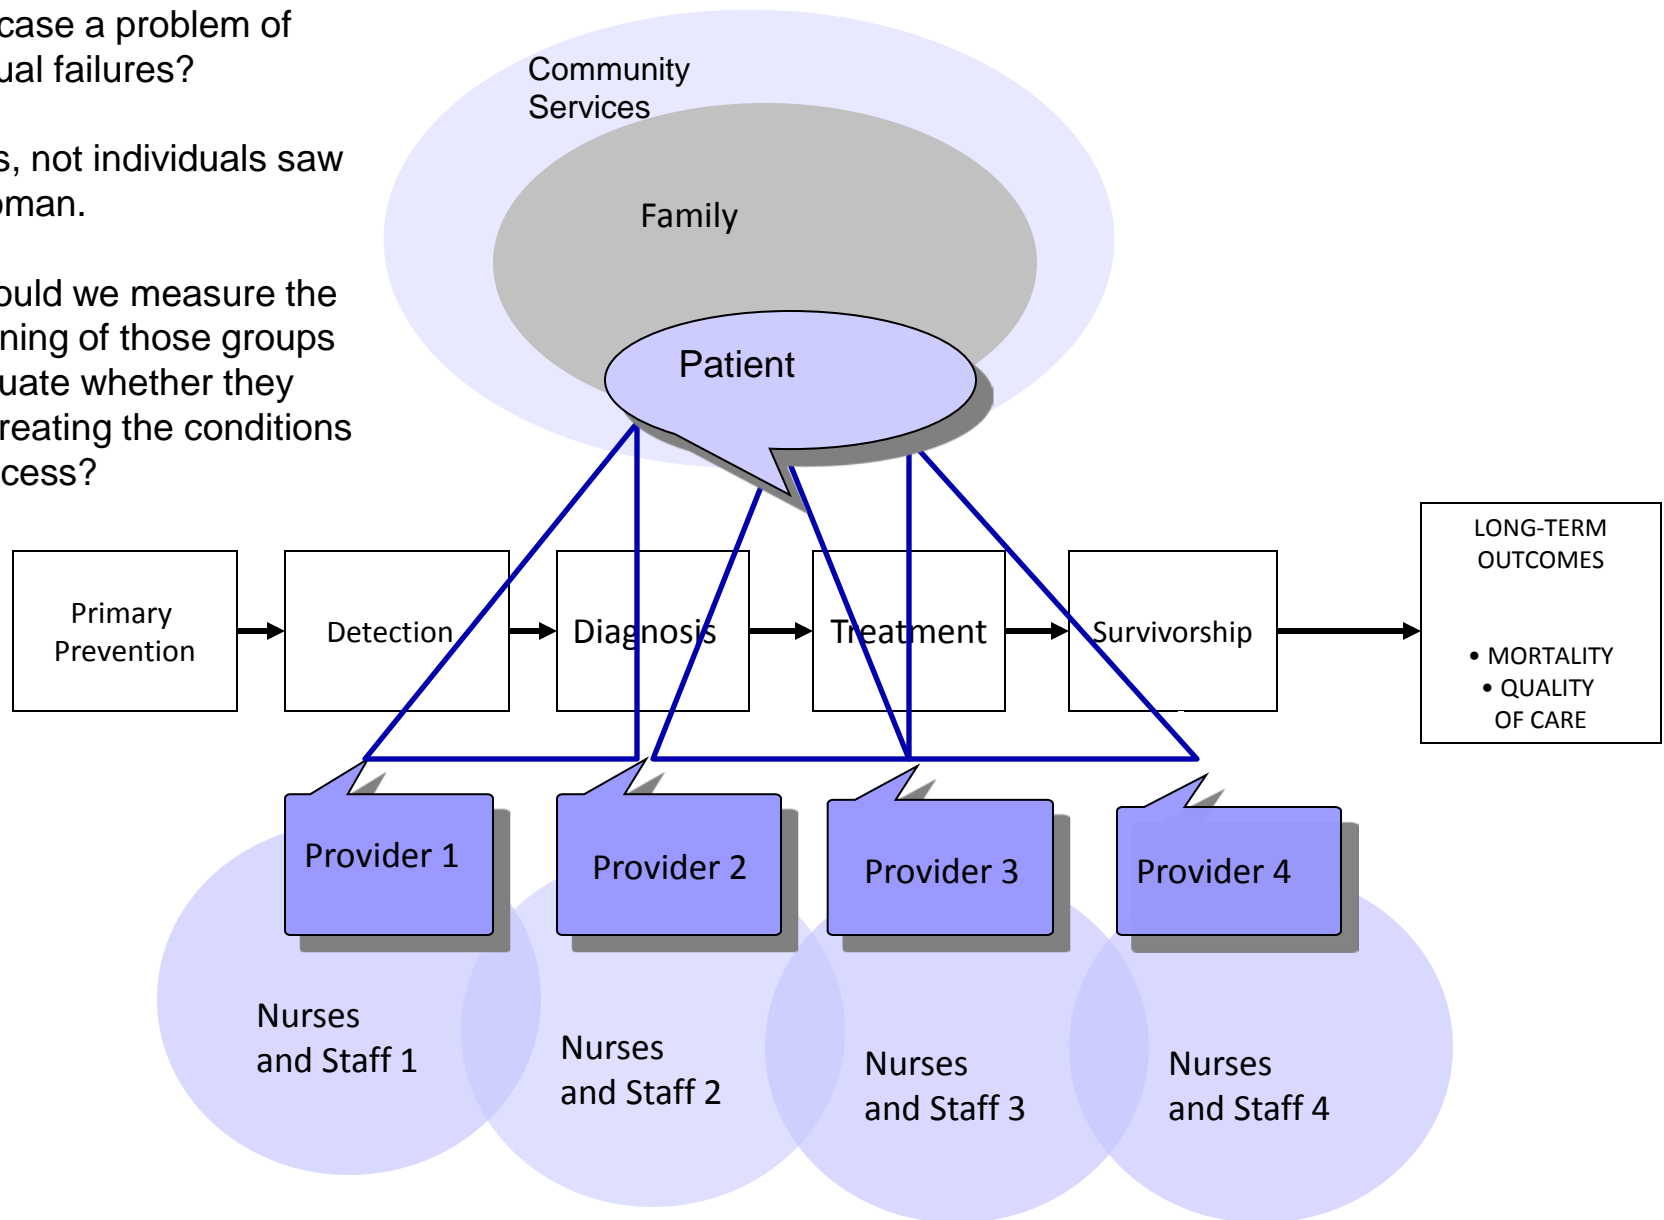 case a problem of
ual failures?
s, not individuals saw
oman.
ould we measure the
ning of those groups
uate whether they
reating the conditions
ccess?
Community
Services
Family
Patient
Primary
Prevention
Detection
Diagnosis
Treatment
Survivorship
LONG-TERM
OUTCOMES
• MORTALITY
• QUALITY
OF CARE
Provider 1
Provider 2
Provider 3
Provider 4
Nurses
and Staff 1
Nurses
and Staff 2
Nurses
and Staff 3
Nurses
and Staff 4